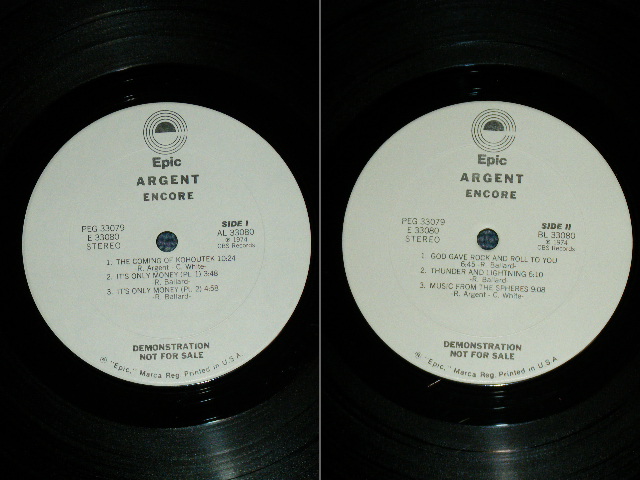 Epic
ARGENT
ENCORE
PEG 33079
E 33080
STEREO
SIDE I
AL 33080
℗ 1974
CBS Records
1. THE COMING OF KOHOUTEK 10:24
R. Argent - C. White-
2. IT'S ONLY MONEY (Pt. 1) 3:48
-R. Ballard-
3. IT'S ONLY MONEY (Pt. 2) 4:58
-R. Ballard-
DEMONSTRATION
NOT FOR SALE
® "Epic," Marca Reg. Printed in U.S.A
Epic
ARGENT
ENCORE
PEG 33079
E 33080
STEREO
SIDE II
BL 33080
℗ 1974
CBS Records
1. GOD GAVE ROCK AND ROLL TO YOU
6:45 -R. Ballard-
2. THUNDER AND LIGHTNING 6:10
-R. Ballard-
3. MUSIC FROM THE SPHERES 9:08
-R. Argent - C. White-
DEMONSTRATION
NOT FOR SALE
® "Epic," Marca Reg. Printed in U.S.A